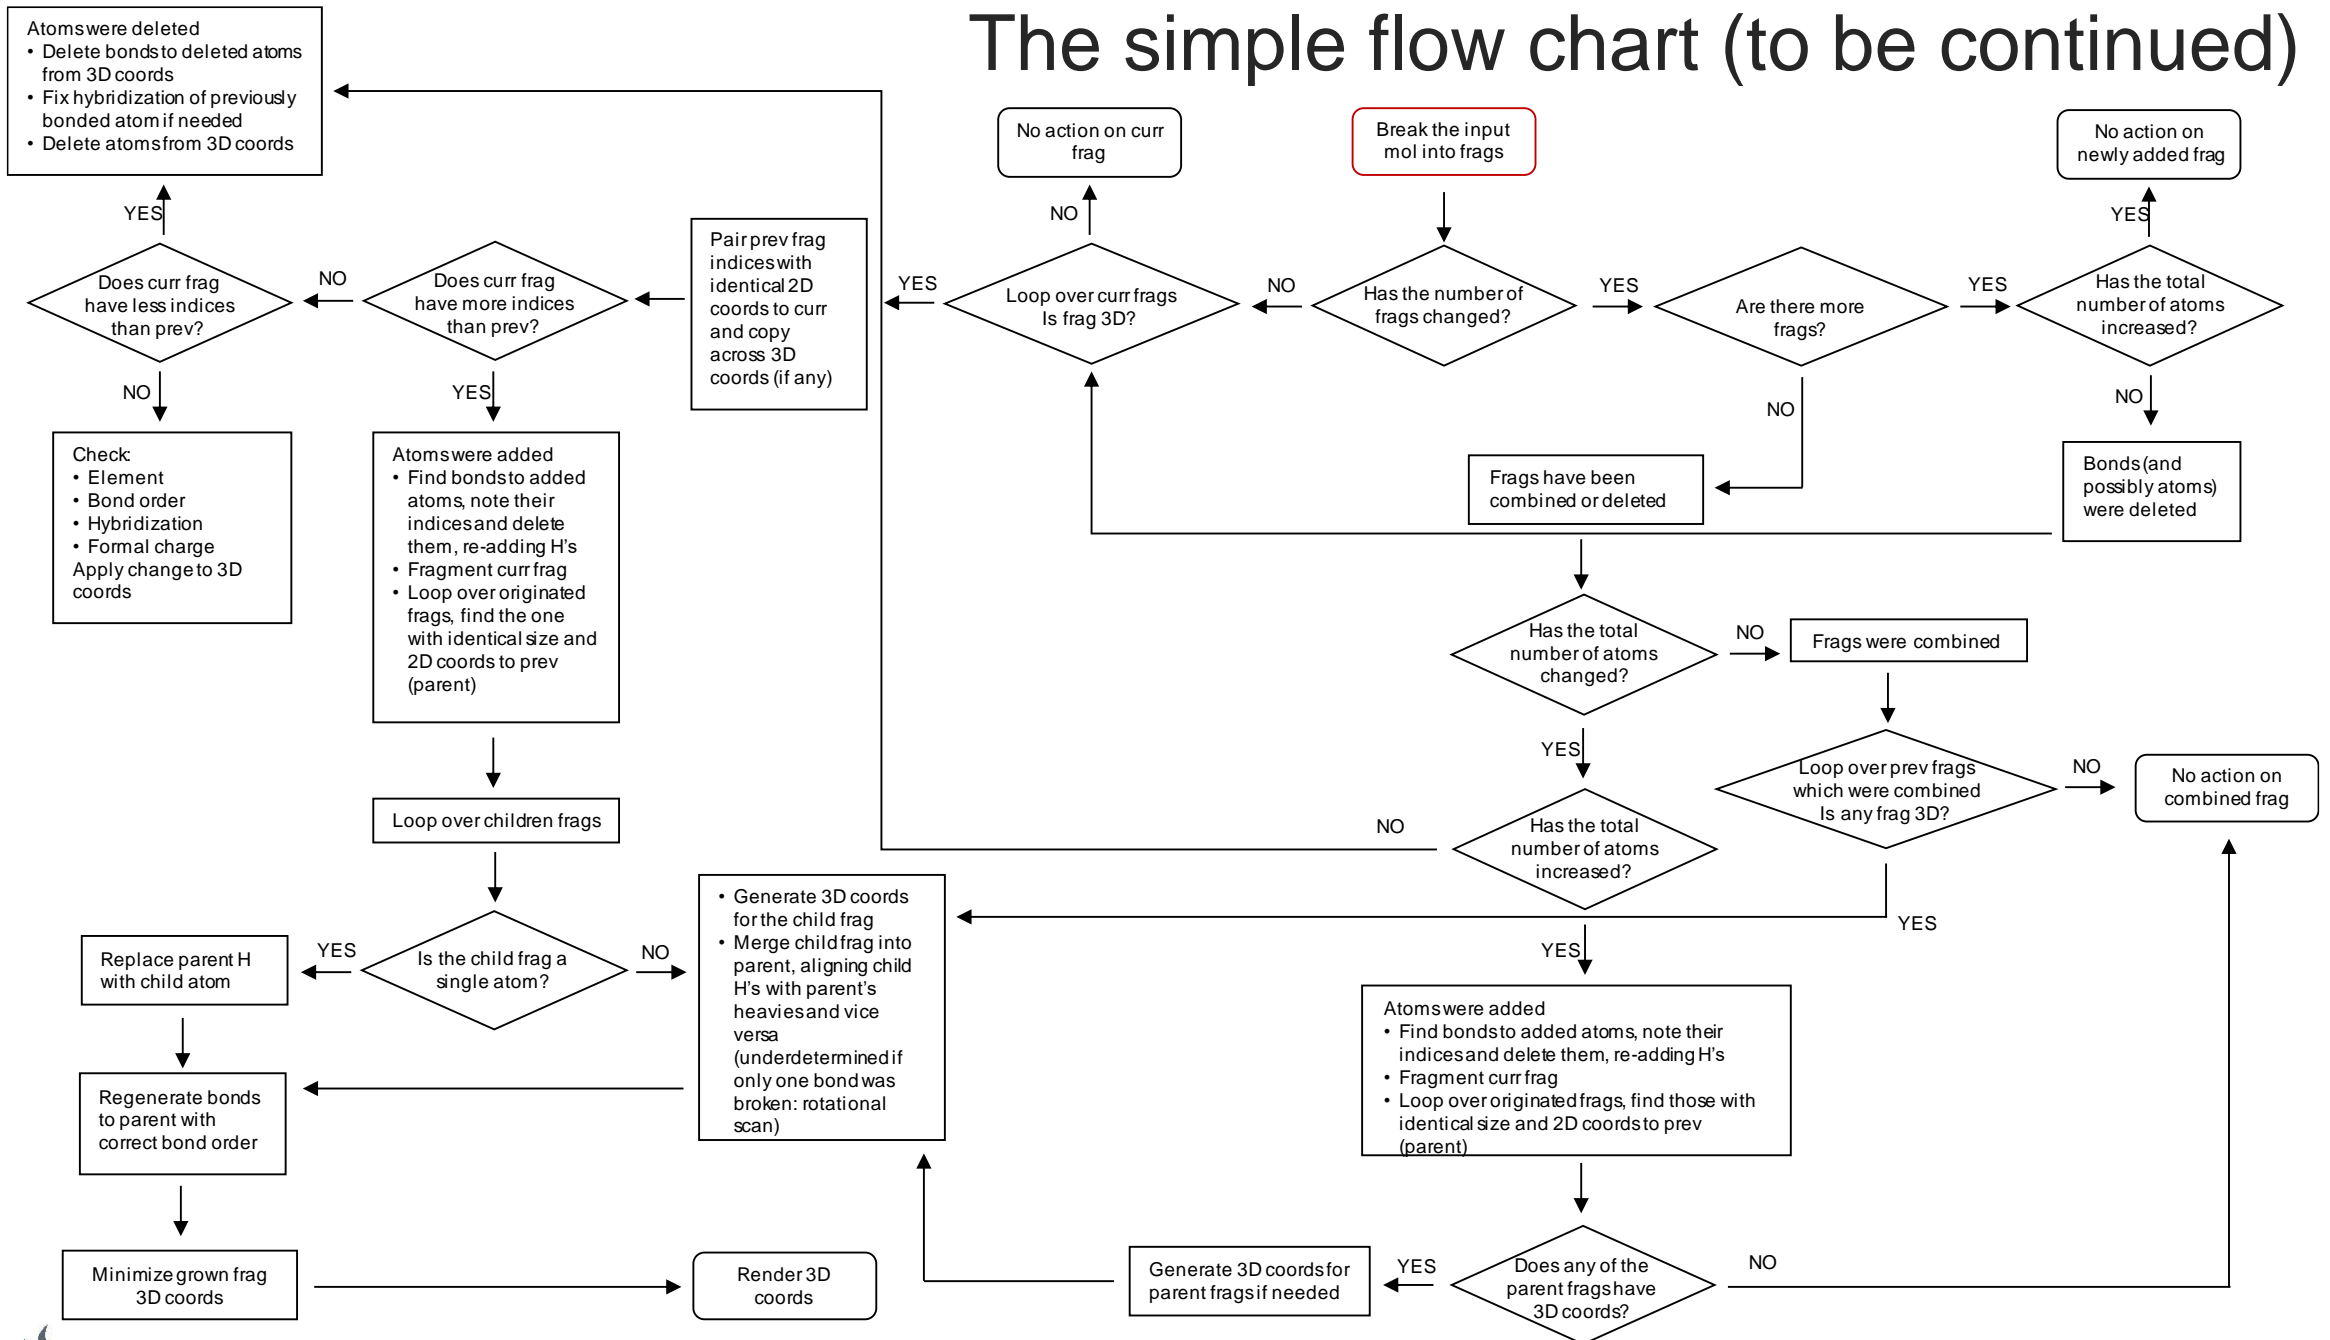 The simple flow chart (to be continued)
Atoms were deleted
• Delete bonds to deleted atoms
from 3D coords
• Fix hybridization of previously
bonded atom if needed
• Delete atoms from 3D coords
No action on curr
frag
Break the input
mol into frags
No action on
newly added frag
YES
NO
YES
Does curr frag
have less indices
than prev?
NO
Does curr frag
have more indices
than prev?
Pair prev frag
indices with
identical 2D
coords to curr
and copy
across 3D
coords (if any)
YES
Loop over curr frags
Is frag 3D?
NO
Has the number of
frags changed?
YES
Are there more
frags?
YES
Has the total
number of atoms
increased?
NO
YES
NO
NO
Check:
• Element
• Bond order
• Hybridization
• Formal charge
Apply change to 3D
coords
Atoms were added
• Find bonds to added
atoms, note their
indices and delete
them, re-adding H's
• Fragment curr frag
• Loop over originated
frags, find the one
with identical size and
2D coords to prev
(parent)
Frags have been
combined or deleted
Bonds (and
possibly atoms)
were deleted
Has the total
number of atoms
changed?
NO
Frags were combined
YES
Loop over prev frags
which were combined
Is any frag 3D?
NO
No action on
combined frag
Loop over children frags
NO
Has the total
number of atoms
increased?
YES
YES
Is the child frag a
single atom?
YES
NO
Replace parent H
with child atom
• Generate 3D coords
for the child frag
• Merge child frag into
parent, aligning child
H's with parent's
heavies and vice
versa
(underdetermined if
only one bond was
broken: rotational
scan)
Regenerate bonds
to parent with
correct bond order
Atoms were added
• Find bonds to added atoms, note their
indices and delete them, re-adding H's
• Fragment curr frag
• Loop over originated frags, find those with
identical size and 2D coords to prev
(parent)
Minimize grown frag
3D coords
Render 3D
coords
Generate 3D coords for
parent frags if needed
YES
Does any of the
parent frags have
3D coords?
NO